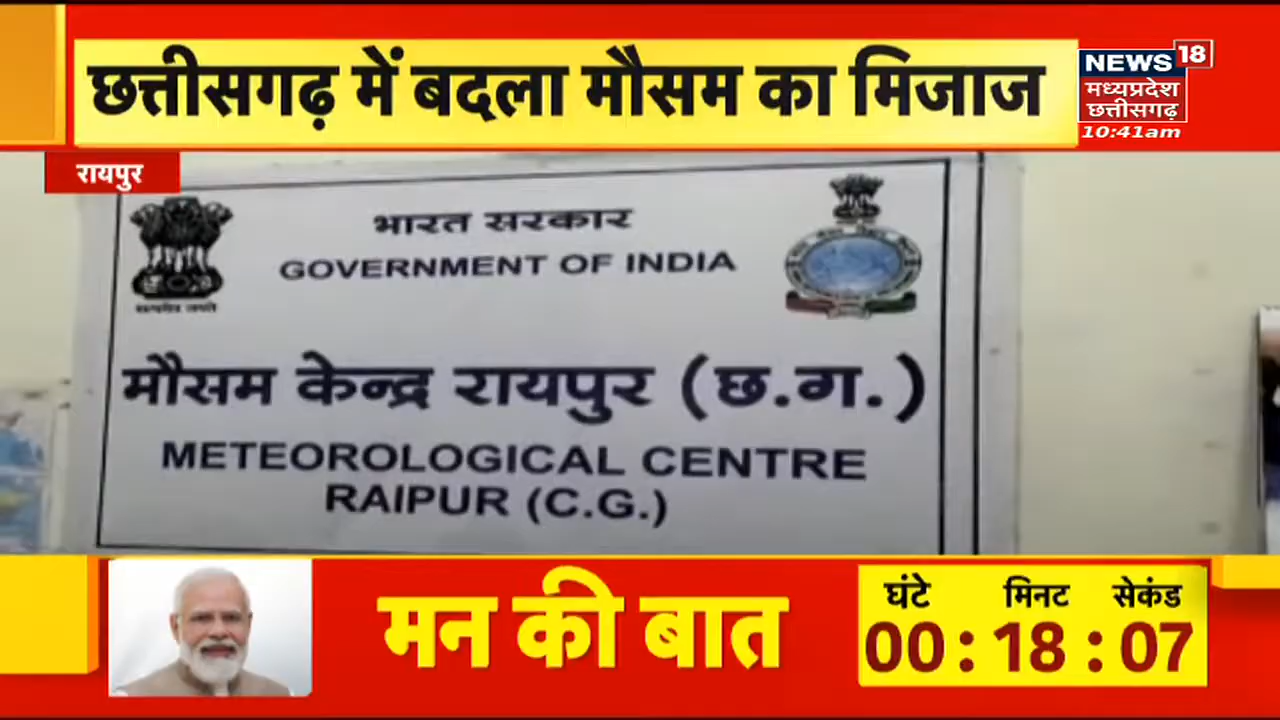 छत्तीसगढ़ में बदला मौसम का मिजाज
NEWS 18
मध्यप्रदेश
छत्तीसगढ़
10:41am
रायपुर
भारत सरकार
GOVERNMENT OF INDIA
मौसम केन्द्र रायपुर (छ.ग.)
METEOROLOGICAL CENTRE
RAIPUR (C.G.)
मन की बात
घंटे मिनट सेकंड
00 : 18 : 07